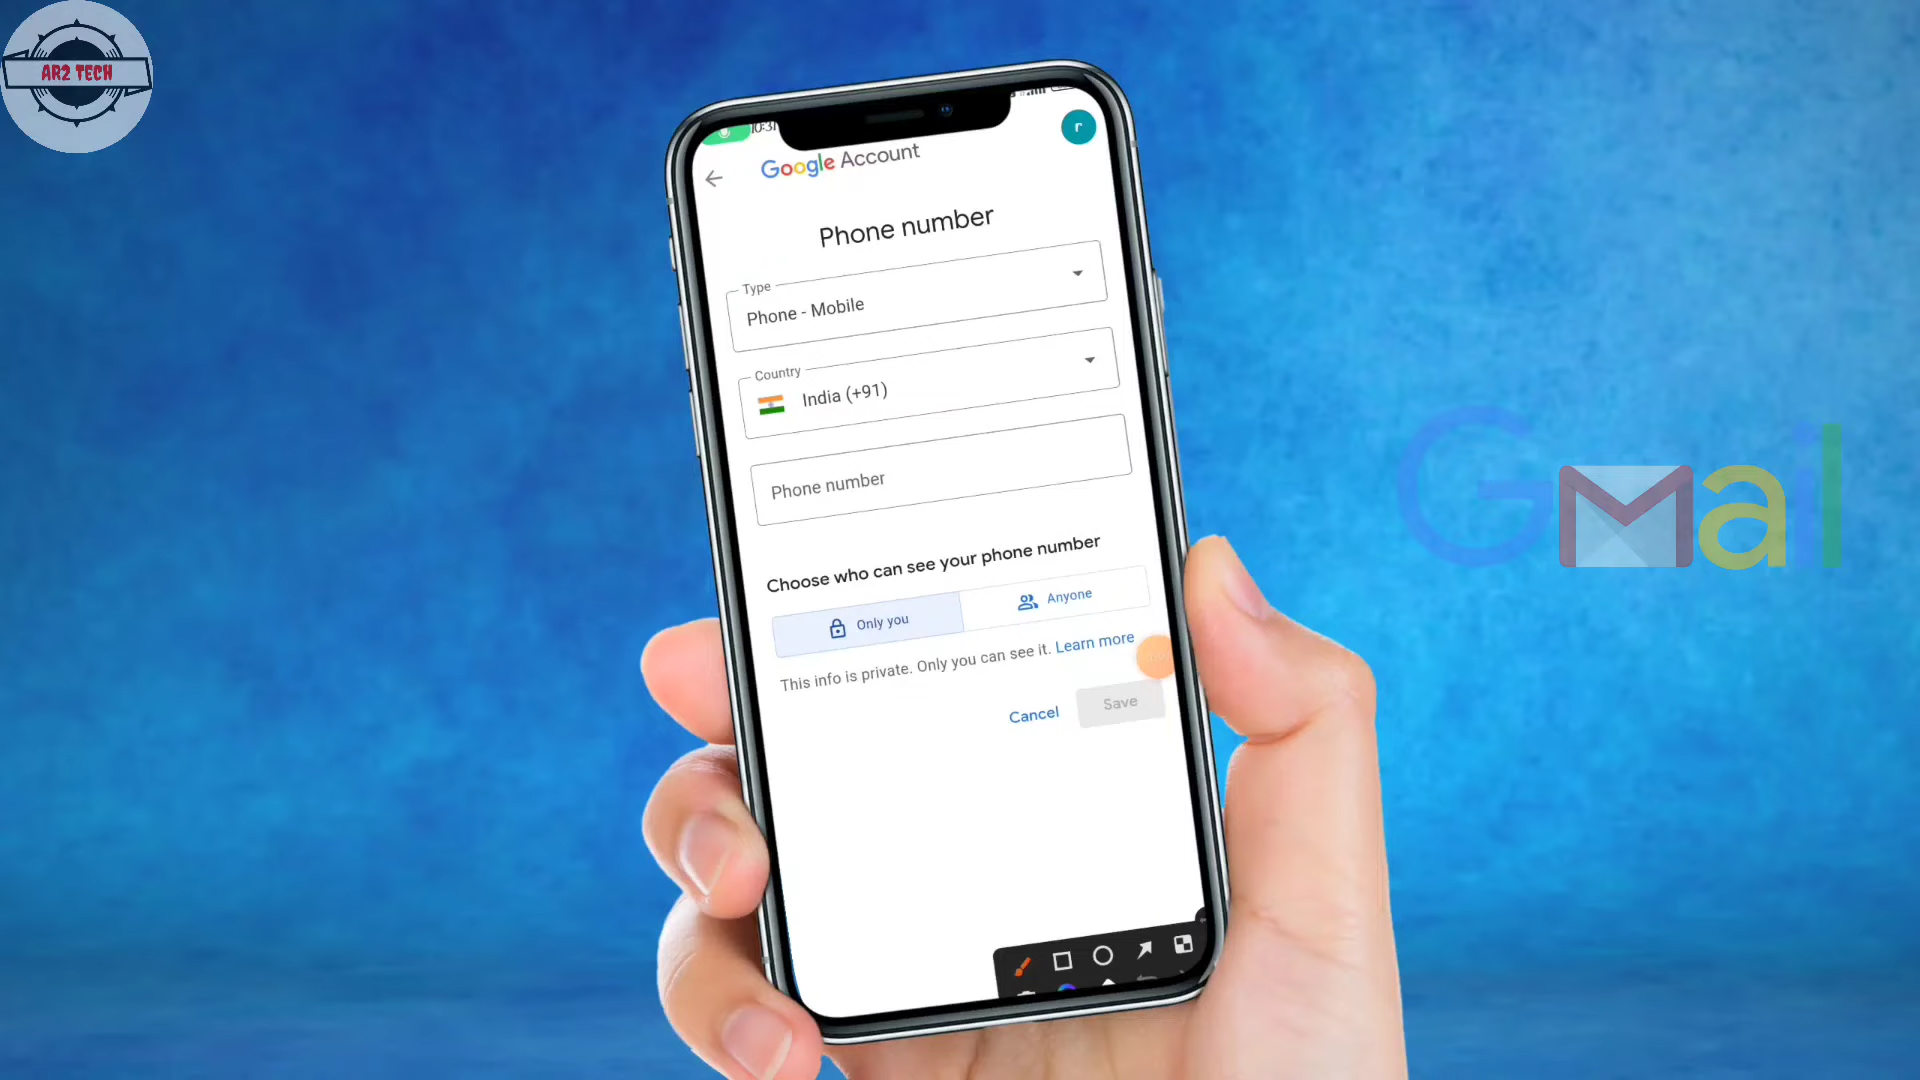 AR2 TECH
10:31
r
Google Account
Phone number
Type
Phone - Mobile
Country
India (+91)
Phone number
Choose who can see your phone number
Only you
Anyone
This info is private. Only you can see it. Learn more
Cancel
Save
Gmail